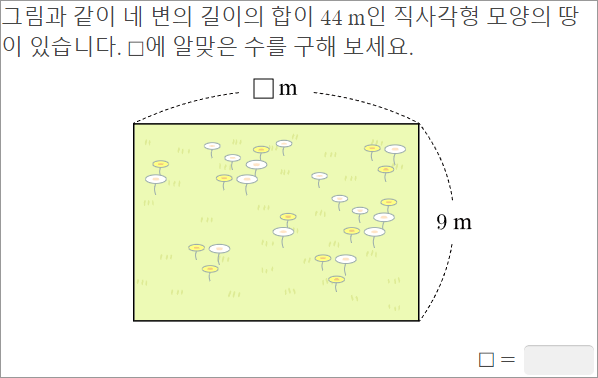 그림과 같이 네 변의 길이의 합이 44 m인 직사각형 모양의 땅
이 있습니다. □에 알맞은 수를 구해 보세요.
□ m
9 m
□ =